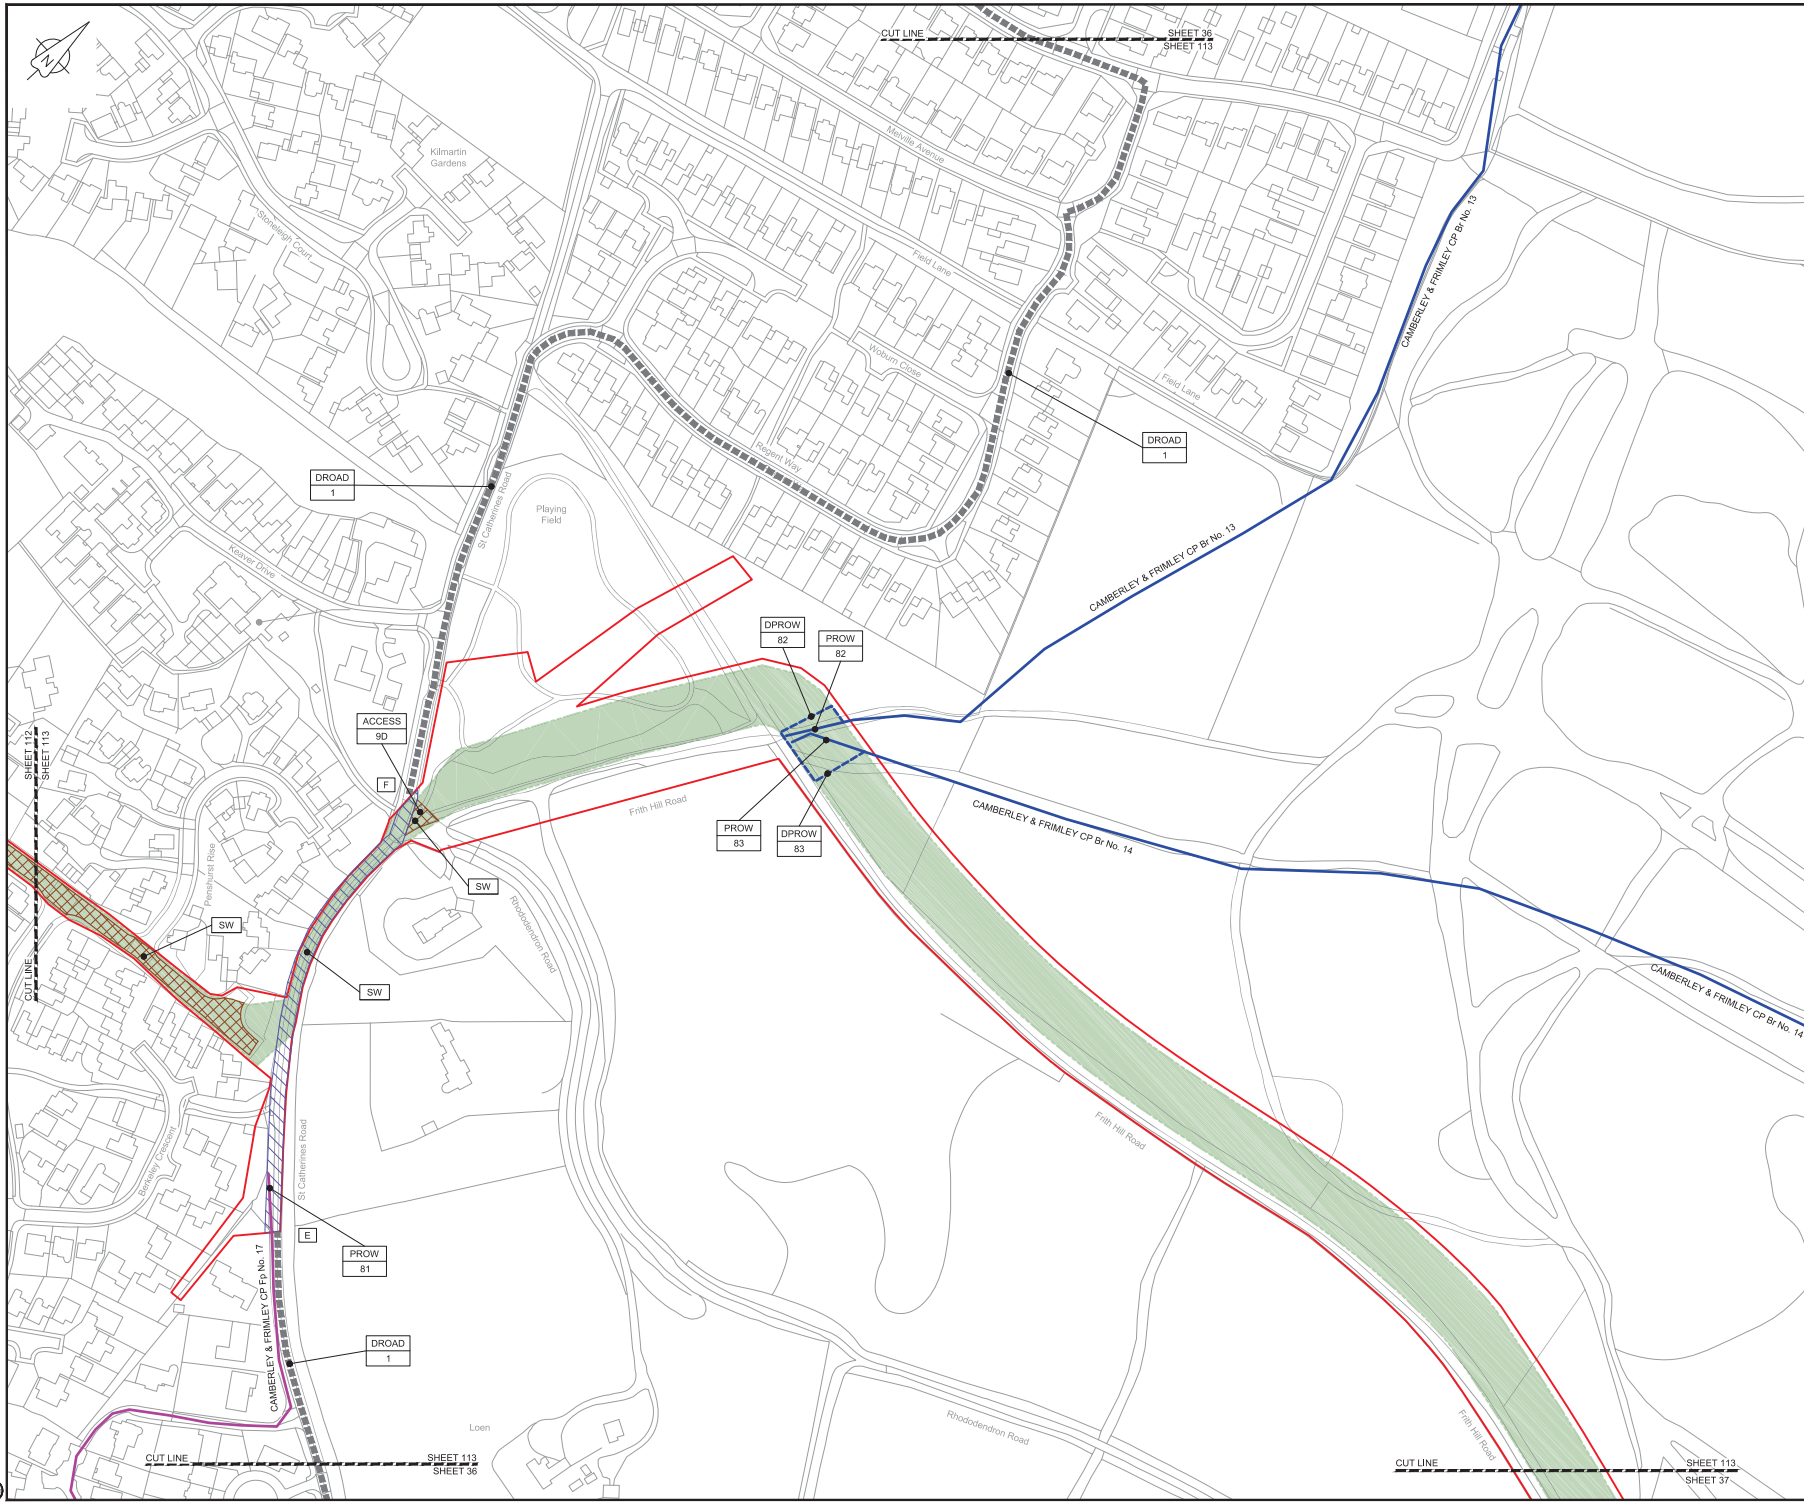 N
CUT LINE
SHEET 36
SHEET 113
Melville Avenue
Kilmartin
Gardens
Stoneleigh Court
Field Lane
CAMBERLEY & FRIMLEY CP Br No. 13
Woburn Close
Field Lane
Regent Way
DROAD
1
DROAD
1
St Catherines Road
Playing
Field
Keaver Drive
CAMBERLEY & FRIMLEY CP Br No. 13
DPROW
82
PROW
82
ACCESS
9D
SHEET 112
SHEET 113
CUT LINE
F
Frith Hill Road
PROW
83
DPROW
83
CAMBERLEY & FRIMLEY CP Br No. 14
Penshurst Rise
SW
SW
Rhododendron Road
SW
CAMBERLEY & FRIMLEY CP Br No. 14
Berkeley Crescent
St Catherines Road
Frith Hill Road
E
PROW
81
CAMBERLEY & FRIMLEY CP Fp No. 17
DROAD
1
Loen
Rhododendron Road
Frith Hill Road
CUT LINE
SHEET 113
SHEET 36
CUT LINE
SHEET 113
SHEET 37